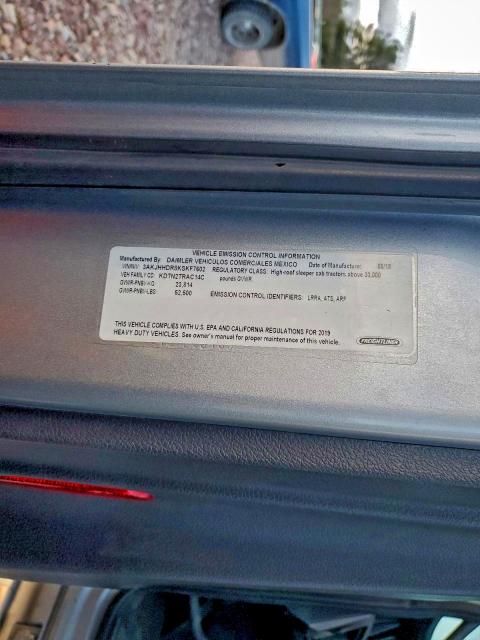 VEHICLE EMISSION CONTROL INFORMATION
Manufactured By: DAIMLER VEHICULOS COMERCIALES MEXICO Date of Manufacture:
VIN/NIV: 3AKJHHDR9KSKF7602 REGULATORY CLASS: High-roof sleeper cab tractors above 33,000
VEH FAMILY CD: KDTN2TRAC14C pounds GVWR.
GVWR-PNBV-KG: 23,814
GVWR-PNBV-LBS: 52,500 EMISSION CONTROL IDENTIFIERS: LRRA, ATS, ARF
THIS VEHICLE COMPLIES WITH U.S. EPA AND CALIFORNIA REGULATIONS FOR 2019
HEAVY DUTY VEHICLES. See owner's manual for proper maintenance of this vehicle.
FREIGHTLINER